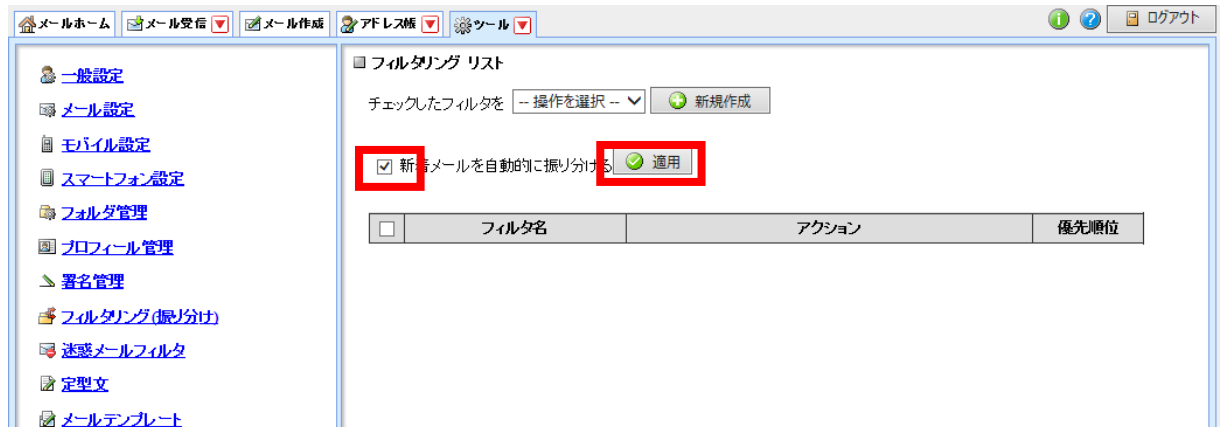 メールホーム メール受信 メール作成 アドレス帳 ツール ログアウト
一般設定
メール設定
モバイル設定
スマートフォン設定
フォルダ管理
プロフィール管理
署名管理
フィルタリング(振り分け)
迷惑メールフィルタ
定型文
メールテンプレート
フィルタリング リスト
チェックしたフィルタを -- 操作を選択 -- 新規作成
新着メールを自動的に振り分ける 適用
フィルタ名 アクション 優先順位